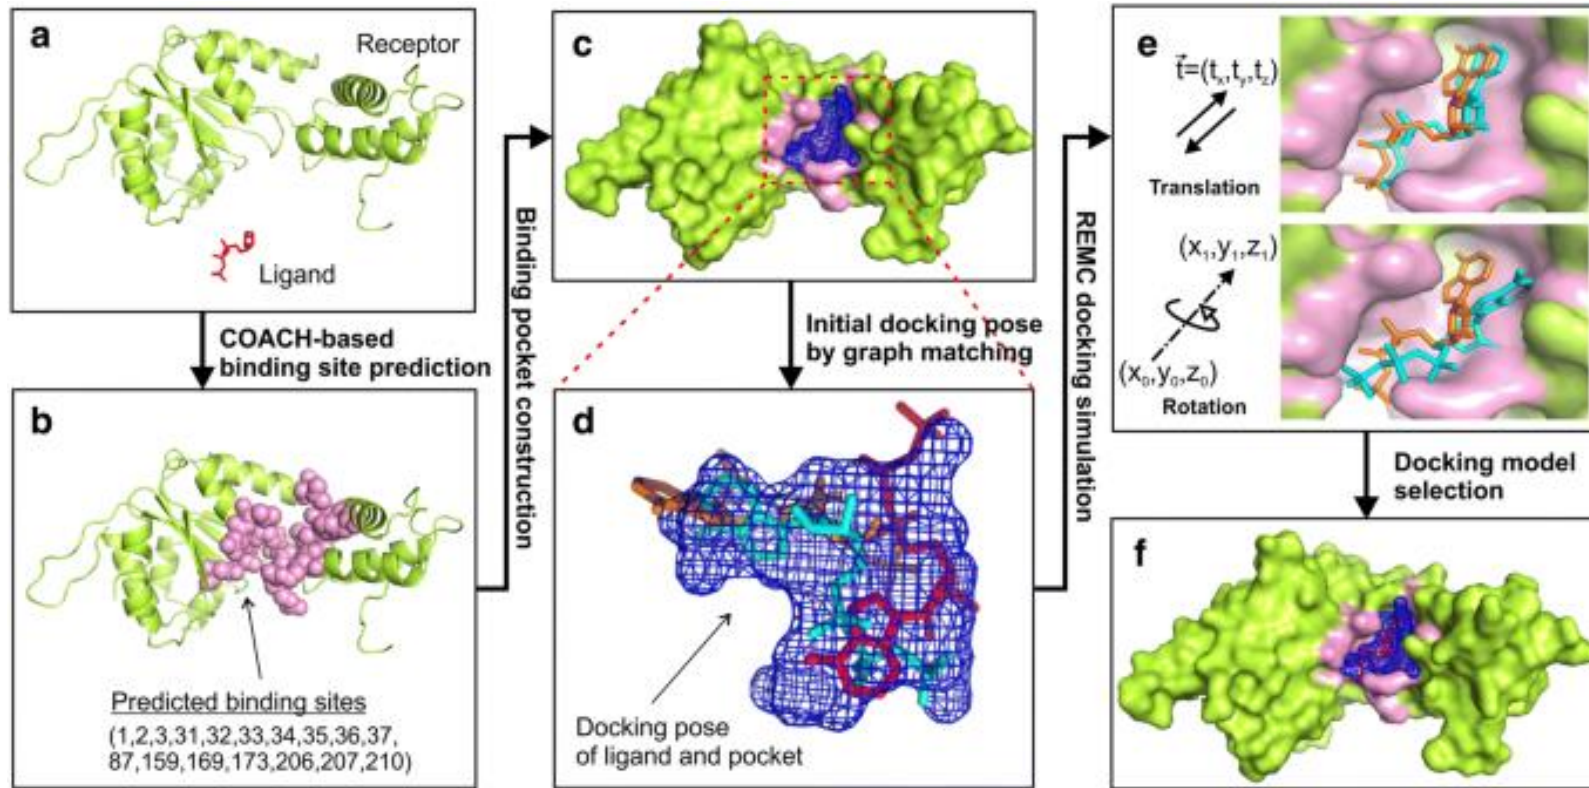 a
Receptor
Ligand
COACH-based
binding site prediction
b
Predicted binding sites
(1,2,3,31,32,33,34,35,36,37,
87,159,169,173,206,207,210)
Binding pocket construction
c
Initial docking pose
by graph matching
d
Docking pose
of ligand and pocket
REMC docking simulation
e
t⃗=(tₓ,tᵧ,t_z)
Translation
(x₁,y₁,z₁)
(x₀,y₀,z₀)
Rotation
Docking model
selection
f